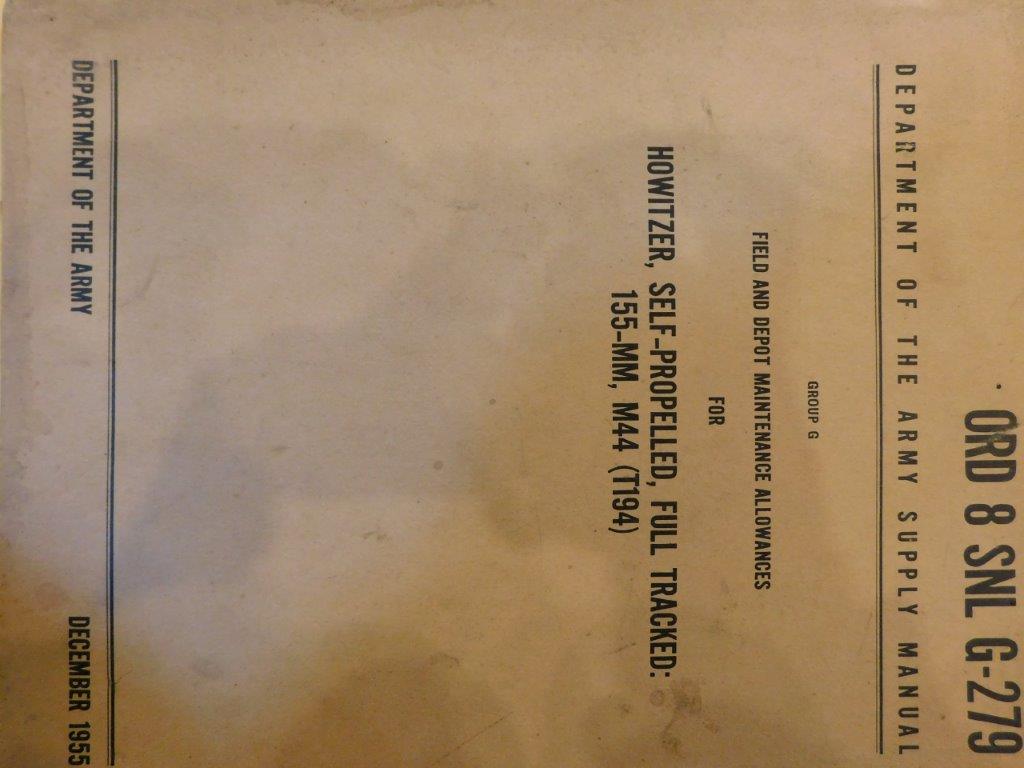 ORD 8 SNL G-279
DEPARTMENT OF THE ARMY SUPPLY MANUAL
GROUP G
FIELD AND DEPOT MAINTENANCE ALLOWANCES
FOR
HOWITZER, SELF-PROPELLED, FULL TRACKED:
155-MM, M44 (T194)
DEPARTMENT OF THE ARMY DECEMBER 1955